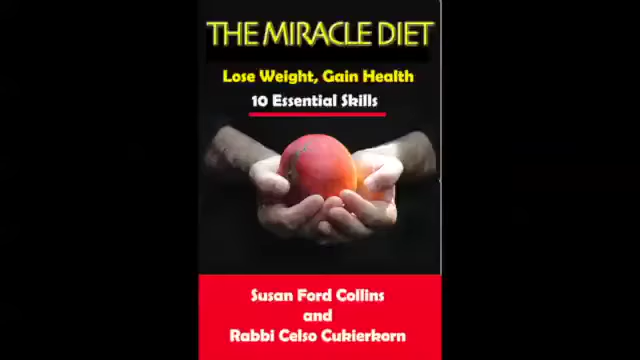 THE MIRACLE DIET
Lose Weight, Gain Health
10 Essential Skills
Susan Ford Collins
and
Rabbi Celso Cukierkorn